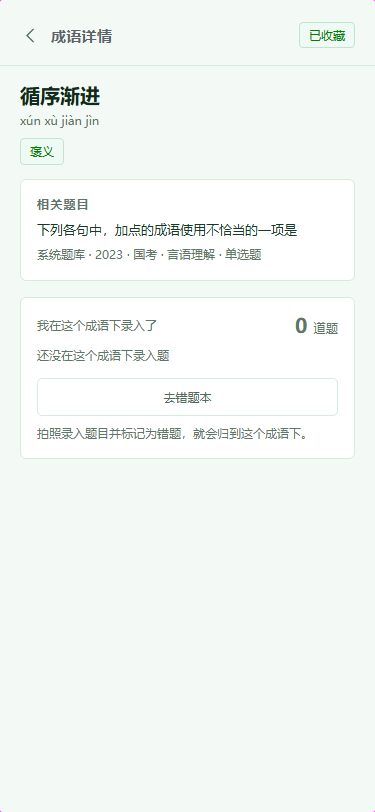 成语详情
已收藏
循序渐进
xún xù jiàn jìn
褒义
相关题目
下列各句中，加点的成语使用不恰当的一项是
系统题库 · 2023 · 国考 · 言语理解 · 单选题
我在这个成语下录入了
0 道题
还没在这个成语下录入题
去错题本
拍照录入题目并标记为错题，就会归到这个成语下。